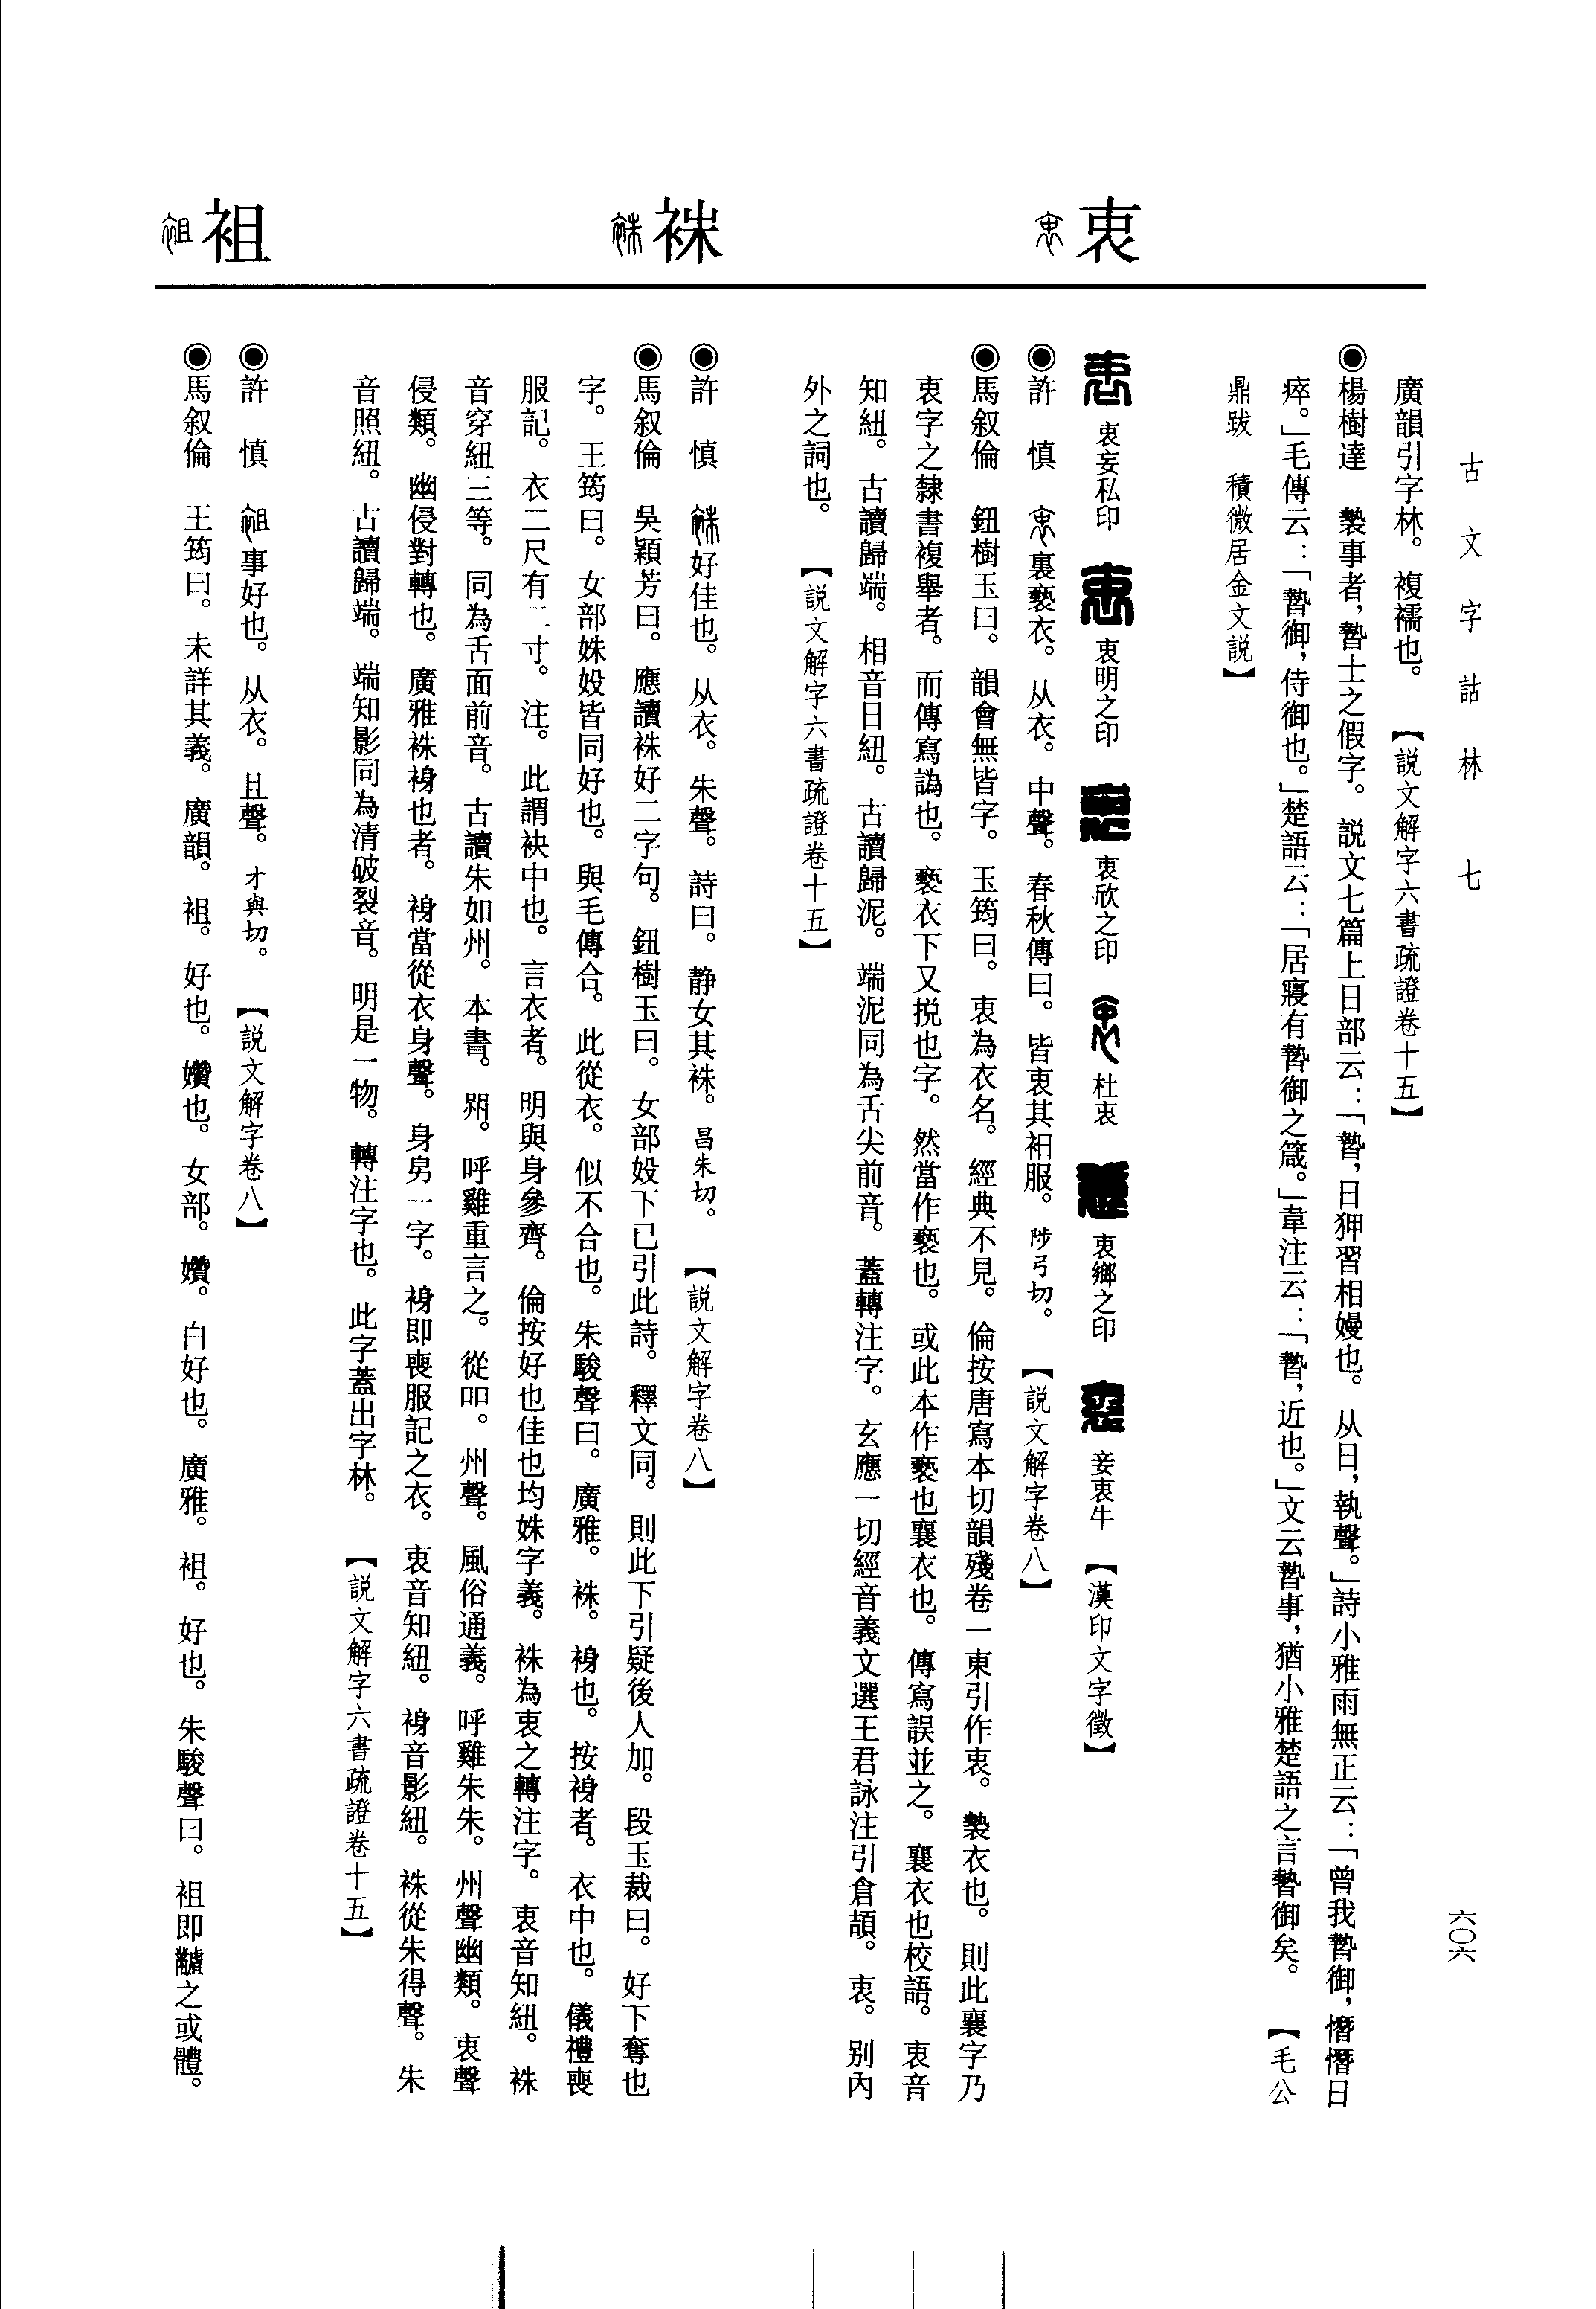 古文字詁林　七
六〇六
廣韻引字林。複襦也。【説文解字六書疏證卷十五】
◉楊樹達　褻事者，暬士之假字。説文七篇上日部云：「暬，日狎習相嫚也。从日，執聲。」詩小雅雨無正云：「曾我暬御，憯憯日
瘁。」毛傳云：「暬御，侍御也。」楚語云：「居寢有暬御之箴。」韋注云：「暬，近也。」文云暬事，猶小雅楚語之言暬御矣。【毛公
鼎跋　積微居金文説】
衷
衷妄私印　衷明之印　衷欣之印　杜衷　衷鄉之印　妾衷牛【漢印文字徵】
◉許　慎　裏褻衣。从衣。中聲。春秋傳曰。皆衷其衵服。陟弓切。【説文解字卷八】
◉馬叙倫　鈕樹玉曰。韻會無皆字。王筠曰。衷為衣名。經典不見。倫按唐寫本切韻殘卷一東引作衷。褻衣也。則此裏字乃
衷字之隸書複舉者。而傳寫譌也。褻衣下又捝也字。然當作褻也。或此本作褻也裏衣也。傳寫誤並之。裏衣也校語。衷音
知紐。古讀歸端。相音日紐。古讀歸泥。端泥同為舌尖前音。蓋轉注字。玄應一切經音義文選王君詠注引倉頡。衷。別內
外之詞也。【説文解字六書疏證卷十五】
袾
◉許　慎　好佳也。从衣。朱聲。詩曰。静女其袾。昌朱切。【説文解字卷八】
◉馬叙倫　吳穎芳曰。應讀袾好二字句。鈕樹玉曰。女部㛅下已引此詩。釋文同。則此下引疑後人加。段玉裁曰。好下奪也
字。王筠曰。女部姝㛅皆同好也。與毛傳合。此從衣。似不合也。朱駿聲曰。廣雅。袾。䘰也。按䘰者。衣中也。儀禮喪
服記。衣二尺有二寸。注。此謂袂中也。言衣者。明與身參齊。倫按好也佳也均姝字義。袾為衷之轉注字。衷音知紐。袾
音穿紐三等。同為舌面前音。古讀朱如州。本書。喌。呼雞重言之。從吅。州聲。風俗通義。呼雞朱朱。州聲幽類。衷聲
侵類。幽侵對轉也。廣雅袾䘰也者。䘰當從衣身聲。身㐆一字。䘰即喪服記之衣。衷音知紐。䘰音影紐。袾從朱得聲。朱
音照紐。古讀歸端。端知影同為清破裂音。明是一物。轉注字也。此字蓋出字林。【説文解字六書疏證卷十五】
袓
◉許　慎　事好也。从衣。且聲。才與切。【説文解字卷八】
◉馬叙倫　王筠曰。未詳其義。廣韻。袓。好也。嬻也。女部。嬻。白好也。廣雅。袓。好也。朱駿聲曰。袓即䰩之或體。